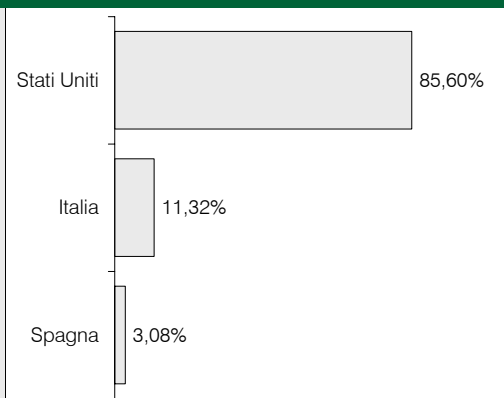 Stati Uniti 85,60%
Italia 11,32%
Spagna 3,08%